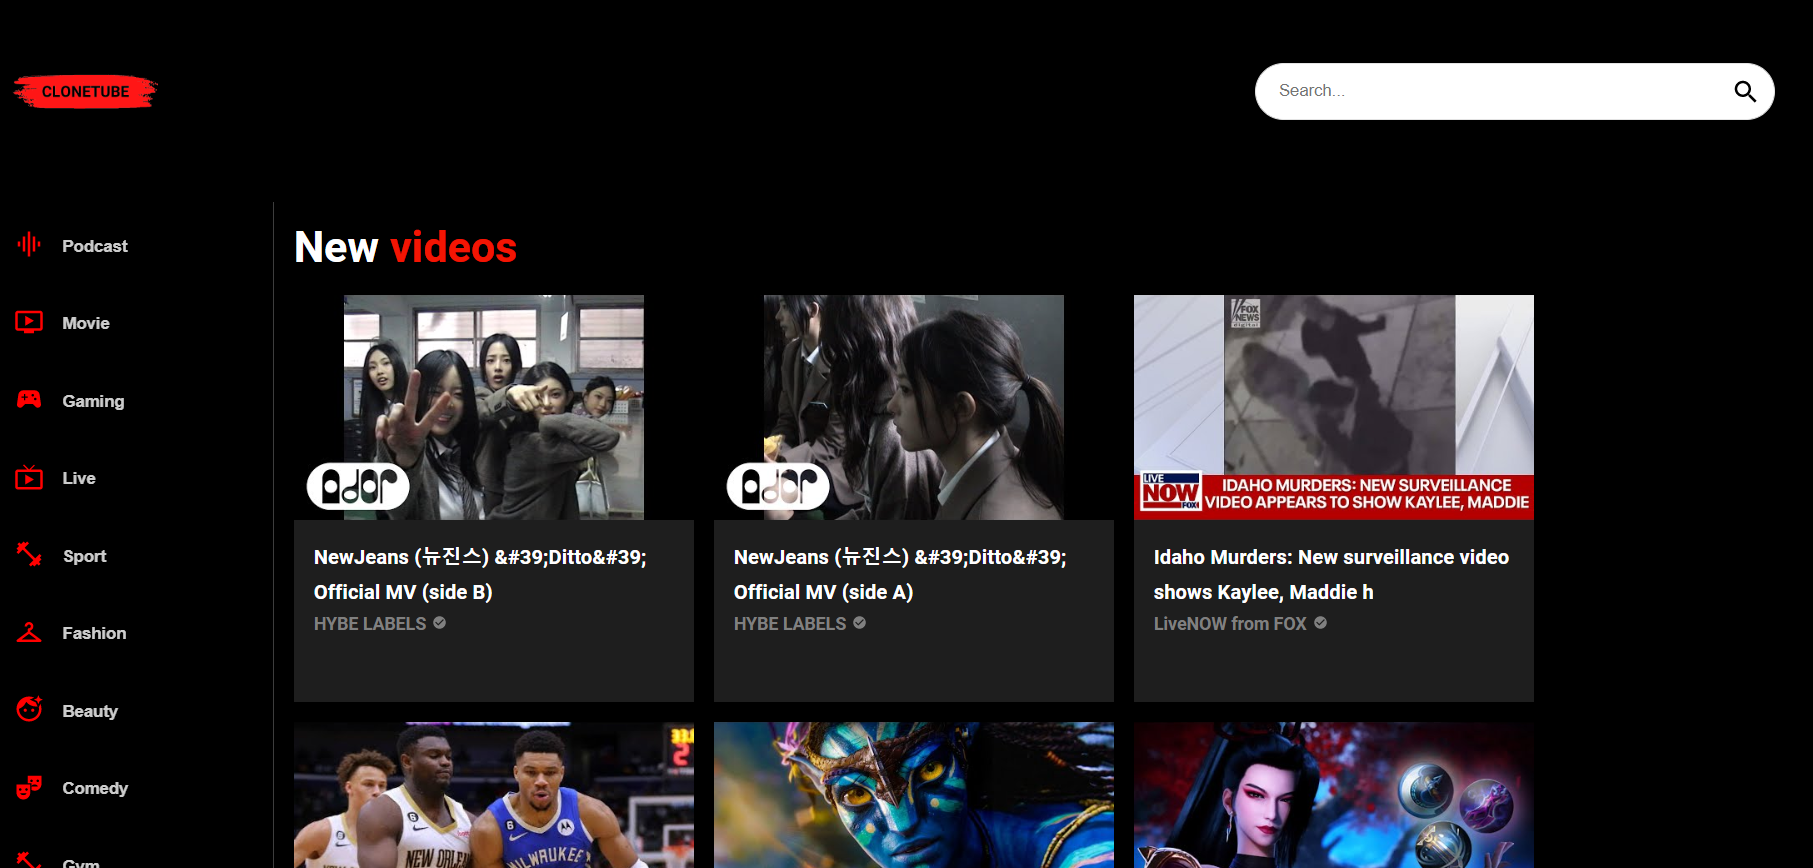 CLONETUBE
Search...
Podcast
Movie
Gaming
Live
Sport
Fashion
Beauty
Comedy
Gym
New videos
ador
NewJeans (뉴진스) &#39;Ditto&#39;
Official MV (side B)
HYBE LABELS
ador
NewJeans (뉴진스) &#39;Ditto&#39;
Official MV (side A)
HYBE LABELS
FOX
NEWS
digital
LIVE
NOW
FOX
IDAHO MURDERS: NEW SURVEILLANCE
VIDEO APPEARS TO SHOW KAYLEE, MADDIE
Idaho Murders: New surveillance video
shows Kaylee, Maddie h
LiveNOW from FOX
6
NEW ORLE
6
MILWAUKEE
2